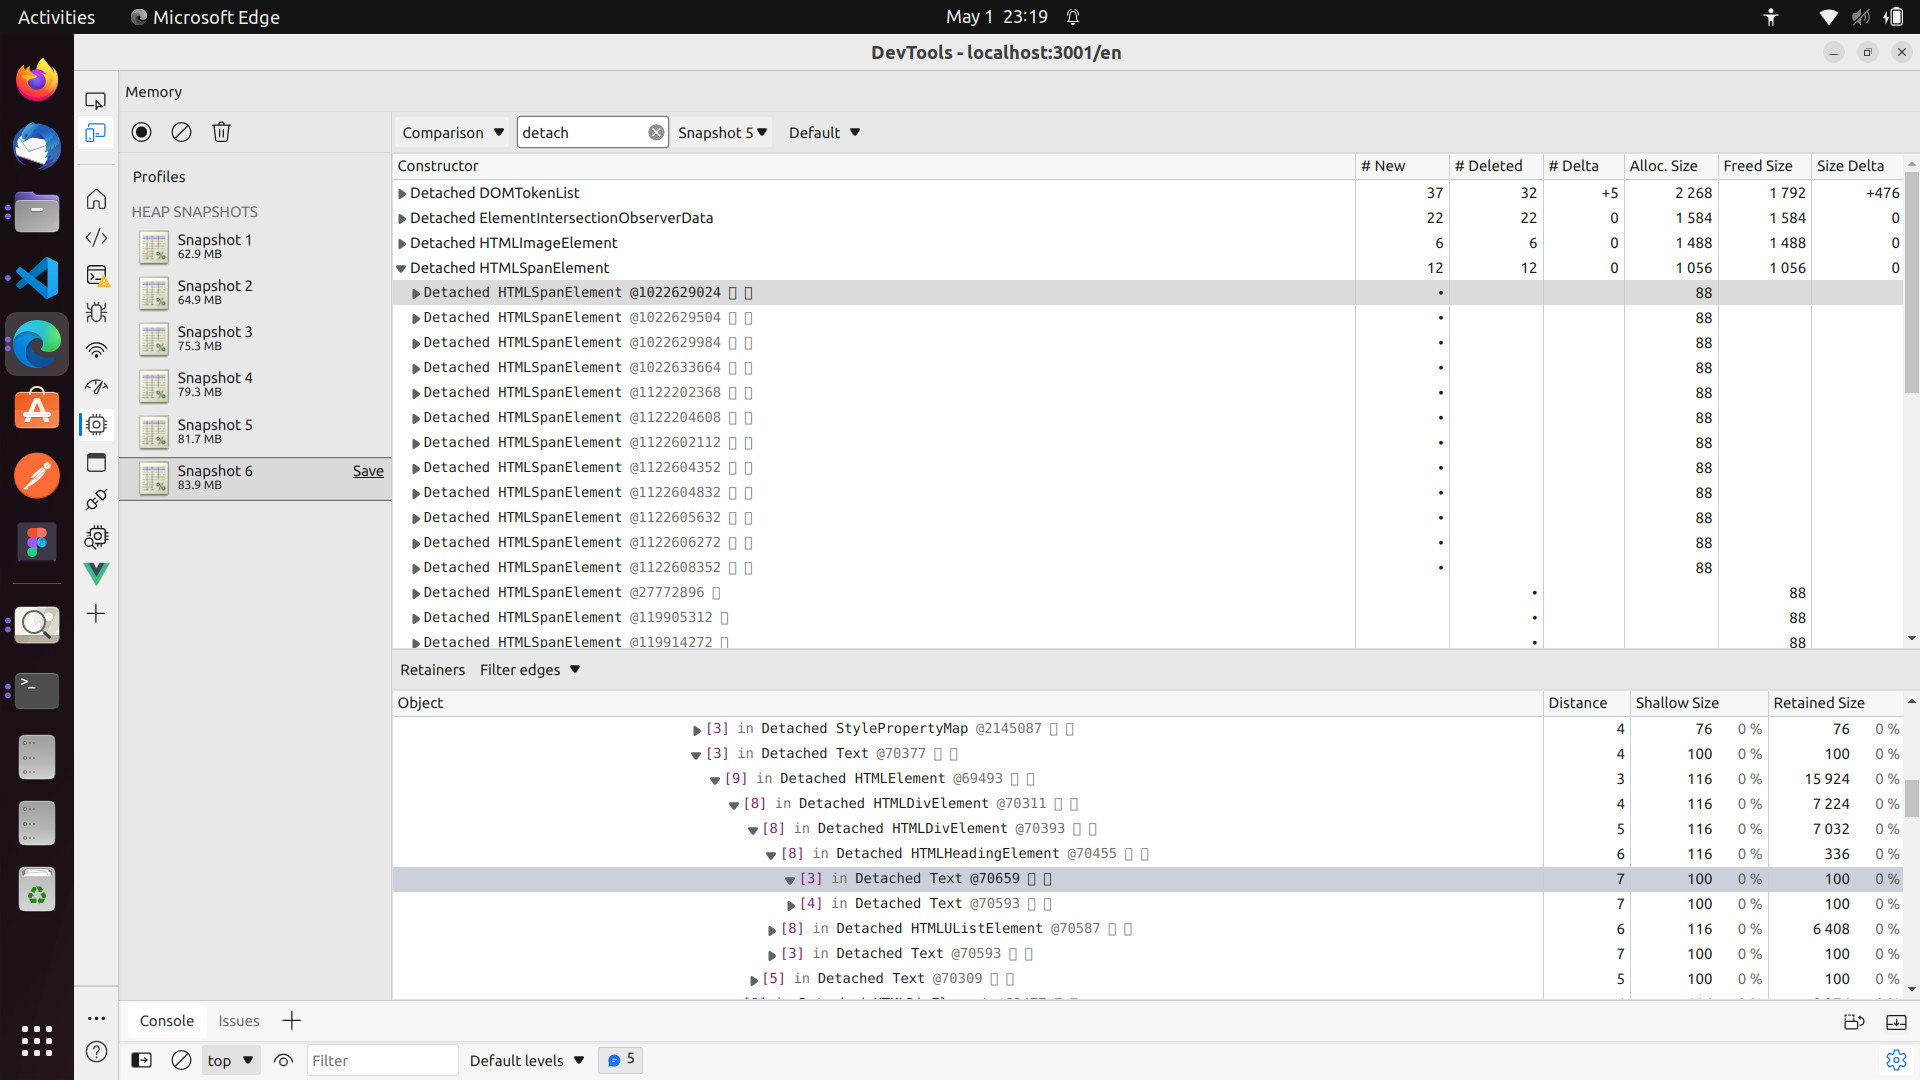 Activities Microsoft Edge May 1 23:19
DevTools - localhost:3001/en
Memory
Comparison detach Snapshot 5 Default
Profiles
HEAP SNAPSHOTS
Snapshot 1
62.9 MB
Snapshot 2
64.9 MB
Snapshot 3
75.3 MB
Snapshot 4
79.3 MB
Snapshot 5
81.7 MB
Snapshot 6 Save
83.9 MB
Constructor # New # Deleted # Delta Alloc. Size Freed Size Size Delta
Detached DOMTokenList 37 32 +5 2 268 1 792 +476
Detached ElementIntersectionObserverData 22 22 0 1 584 1 584 0
Detached HTMLImageElement 6 6 0 1 488 1 488 0
Detached HTMLSpanElement 12 12 0 1 056 1 056 0
Detached HTMLSpanElement @1022629024 • 88
Detached HTMLSpanElement @1022629504 • 88
Detached HTMLSpanElement @1022629984 • 88
Detached HTMLSpanElement @1022633664 • 88
Detached HTMLSpanElement @1122202368 • 88
Detached HTMLSpanElement @1122204608 • 88
Detached HTMLSpanElement @1122602112 • 88
Detached HTMLSpanElement @1122604352 • 88
Detached HTMLSpanElement @1122604832 • 88
Detached HTMLSpanElement @1122605632 • 88
Detached HTMLSpanElement @1122606272 • 88
Detached HTMLSpanElement @1122608352 • 88
Detached HTMLSpanElement @27772896 • 88
Detached HTMLSpanElement @119905312 • 88
Detached HTMLSpanElement @119914272 • 88
Retainers Filter edges
Object Distance Shallow Size Retained Size
[3] in Detached StylePropertyMap @2145087 4 76 0 % 76 0 %
[3] in Detached Text @70377 4 100 0 % 100 0 %
[9] in Detached HTMLElement @69493 3 116 0 % 15 924 0 %
[8] in Detached HTMLDivElement @70311 4 116 0 % 7 224 0 %
[8] in Detached HTMLDivElement @70393 5 116 0 % 7 032 0 %
[8] in Detached HTMLHeadingElement @70455 6 116 0 % 336 0 %
[3] in Detached Text @70659 7 100 0 % 100 0 %
[4] in Detached Text @70593 7 100 0 % 100 0 %
[8] in Detached HTMLUListElement @70587 6 116 0 % 6 408 0 %
[3] in Detached Text @70593 7 100 0 % 100 0 %
[5] in Detached Text @70309 5 100 0 % 100 0 %
Console Issues
top Filter Default levels 5